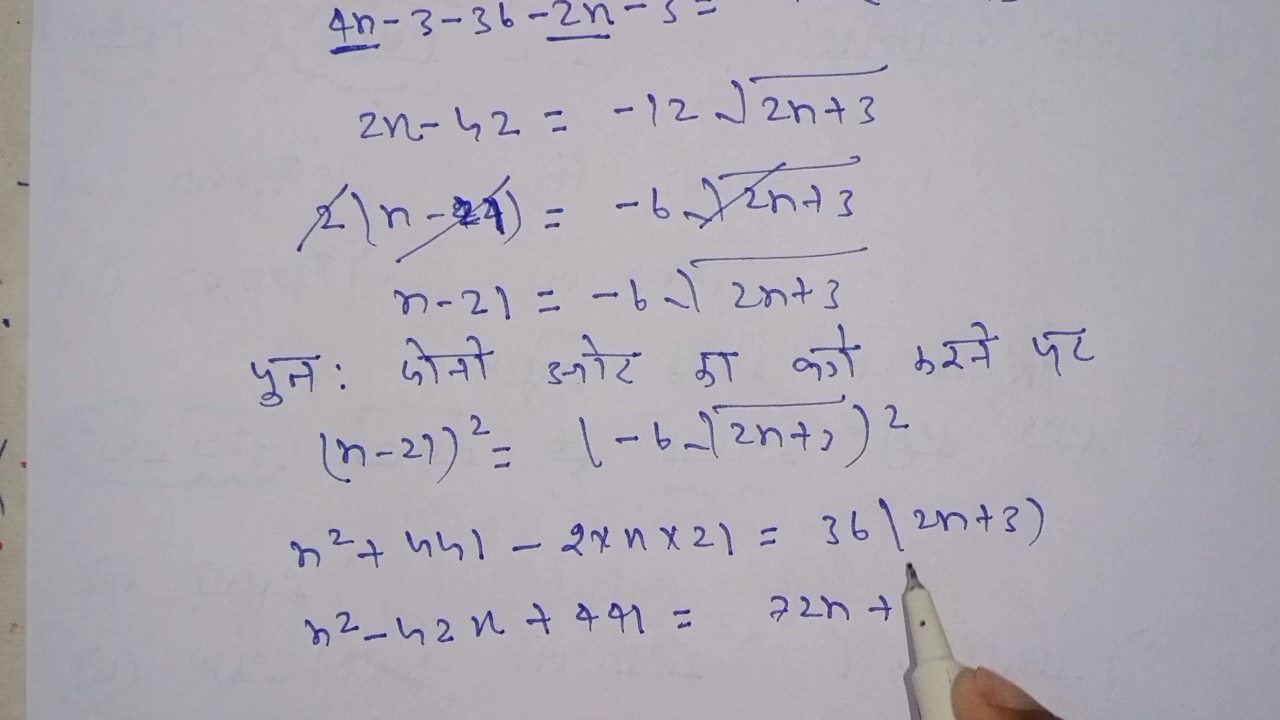 4n-3-36-2n-3=
2n-42 = -12√2n+3
2(n-21) = -6√2n+3
n-21 = -6√2n+3
पुनः दोनो ओर का वर्ग करने पर
(n-21)² = (-6√2n+3)²
n²+441-2×n×21 = 36(2n+3)
n²-42n+441 = 72n+